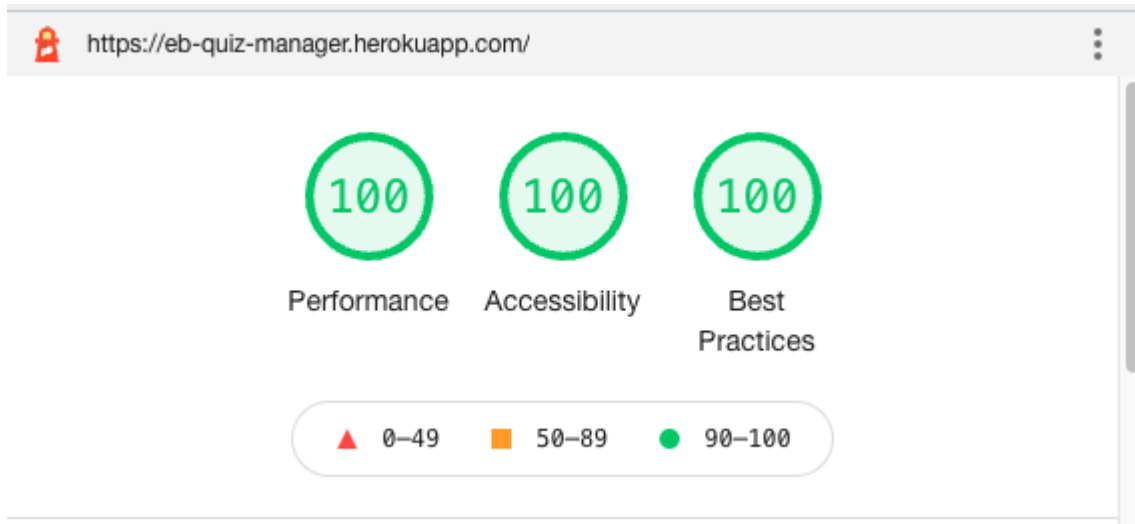 https://eb-quiz-manager.herokuapp.com/
100 100 100
Performance Accessibility Best
Practices
0–49 50–89 90–100